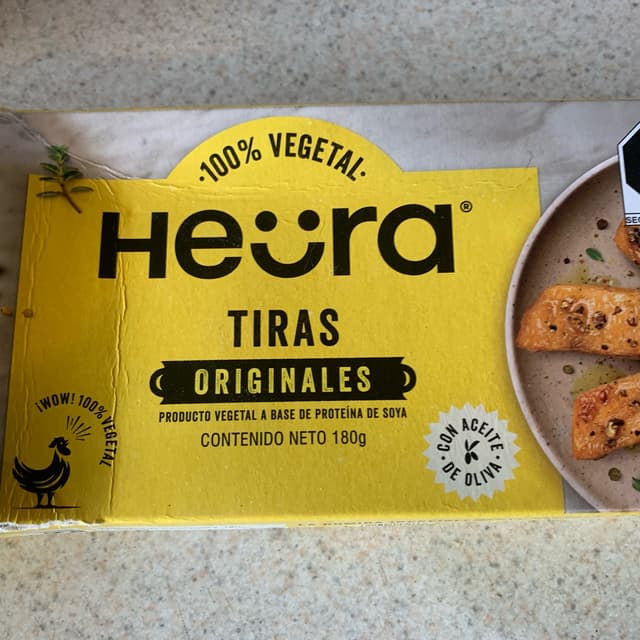 ·100% VEGETAL·
Heüra®
TIRAS
ORIGINALES
PRODUCTO VEGETAL A BASE DE PROTEÍNA DE SOYA
CONTENIDO NETO 180g
¡WOW! 100% VEGETAL
·CON ACEITE·
DE OLIVA